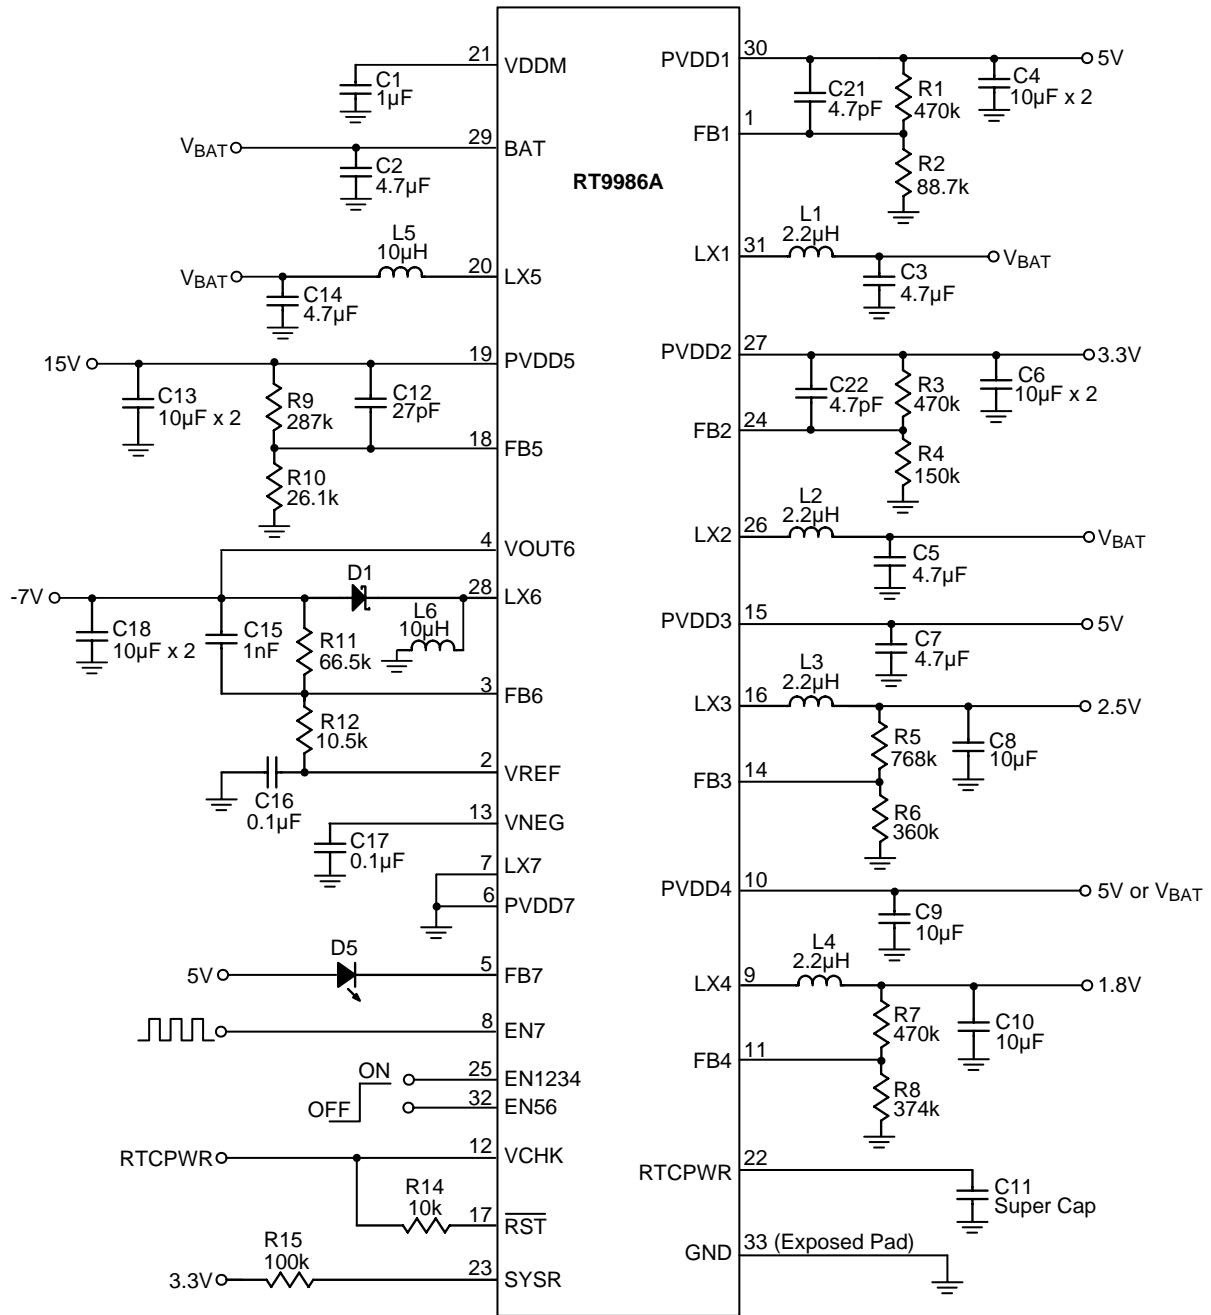 RT9986A
21 VDDM
C1
1µF
VBAT
29 BAT
C2
4.7µF
L5
10µH
VBAT
20 LX5
C14
4.7µF
15V
19 PVDD5
C13
10µF x 2
R9
287k
C12
27pF
18 FB5
R10
26.1k
4 VOUT6
-7V
D1
28 LX6
L6
10µH
C18
10µF x 2
C15
1nF
R11
66.5k
3 FB6
R12
10.5k
2 VREF
C16
0.1µF
13 VNEG
C17
0.1µF
7 LX7
6 PVDD7
D5
5V
5 FB7
8 EN7
ON
OFF
25 EN1234
32 EN56
RTCPWR
12 VCHK
R14
10k
17 RST
R15
100k
3.3V
23 SYSR
PVDD1 30
5V
C21
4.7pF
R1
470k
C4
10µF x 2
FB1 1
R2
88.7k
L1
2.2µH
LX1 31
VBAT
C3
4.7µF
PVDD2 27
3.3V
C22
4.7pF
R3
470k
C6
10µF x 2
FB2 24
R4
150k
L2
2.2µH
LX2 26
VBAT
C5
4.7µF
PVDD3 15
5V
C7
4.7µF
L3
2.2µH
LX3 16
2.5V
R5
768k
C8
10µF
FB3 14
R6
360k
PVDD4 10
5V or VBAT
C9
10µF
L4
2.2µH
LX4 9
1.8V
R7
470k
C10
10µF
FB4 11
R8
374k
RTCPWR 22
C11
Super Cap
GND 33 (Exposed Pad)